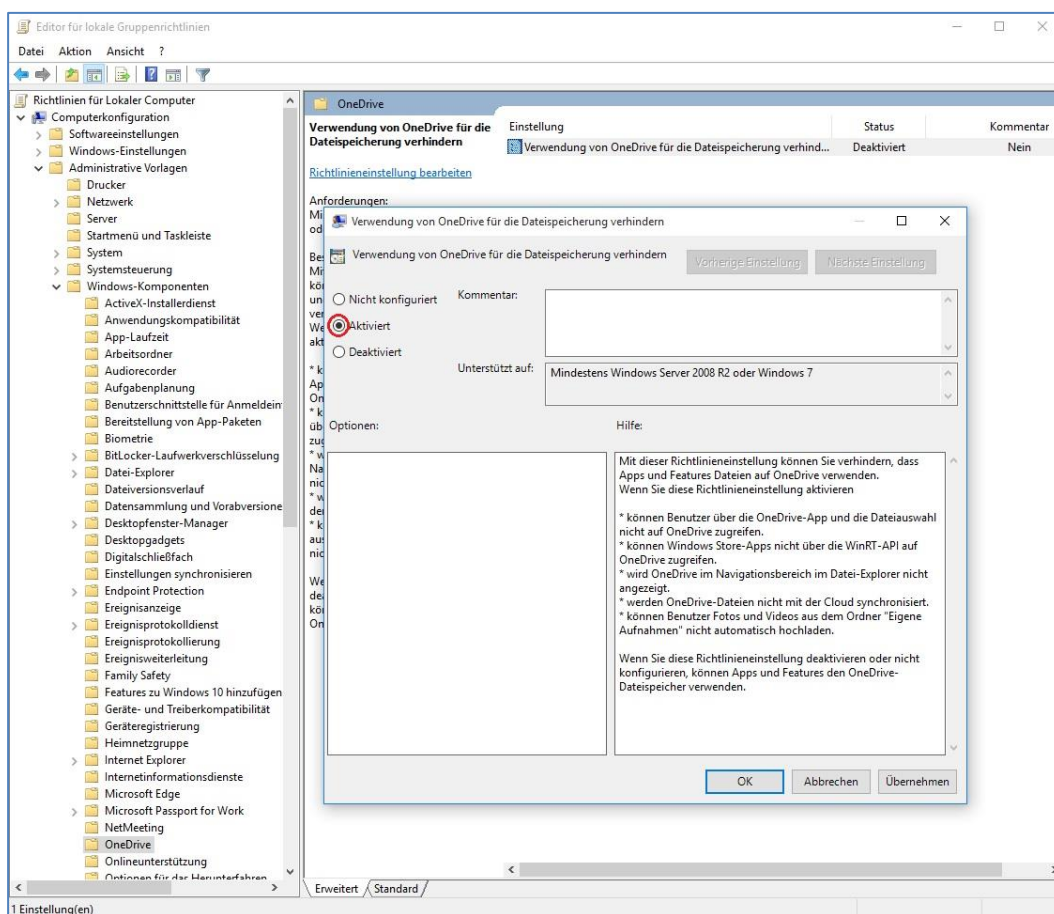 Editor für lokale Gruppenrichtlinien
Datei Aktion Ansicht ?
Richtlinien für Lokaler Computer
Computerkonfiguration
Softwareeinstellungen
Windows-Einstellungen
Administrative Vorlagen
Drucker
Netzwerk
Server
Startmenü und Taskleiste
System
Systemsteuerung
Windows-Komponenten
ActiveX-Installerdienst
Anwendungskompatibilität
App-Laufzeit
Arbeitsordner
Audiorecorder
Aufgabenplanung
Benutzerschnittstelle für Anmeldein
Bereitstellung von App-Paketen
Biometrie
BitLocker-Laufwerkverschlüsselung
Datei-Explorer
Dateiversionsverlauf
Datensammlung und Vorabversione
Desktopfenster-Manager
Desktopgadgets
Digitalschließfach
Einstellungen synchronisieren
Endpoint Protection
Ereignisanzeige
Ereignisprotokolldienst
Ereignisprotokollierung
Ereignisweiterleitung
Family Safety
Features zu Windows 10 hinzufügen
Geräte- und Treiberkompatibilität
Geräteregistrierung
Heimnetzgruppe
Internet Explorer
Internetinformationsdienste
Microsoft Edge
Microsoft Passport for Work
NetMeeting
OneDrive
Onlineunterstützung
Optionen für das Herunterfahren
1 Einstellung(en)
OneDrive
Verwendung von OneDrive für die
Dateispeicherung verhindern
Richtlinieneinstellung bearbeiten
Anforderungen:
Einstellung Status Kommentar
Verwendung von OneDrive für die Dateispeicherung verhind... Deaktiviert Nein
Verwendung von OneDrive für die Dateispeicherung verhindern
Verwendung von OneDrive für die Dateispeicherung verhindern
Vorherige Einstellung Nächste Einstellung
Nicht konfiguriert
Aktiviert
Deaktiviert
Kommentar:
Unterstützt auf:
Mindestens Windows Server 2008 R2 oder Windows 7
Optionen:
Hilfe:
Mit dieser Richtlinieneinstellung können Sie verhindern, dass
Apps und Features Dateien auf OneDrive verwenden.
Wenn Sie diese Richtlinieneinstellung aktivieren
* können Benutzer über die OneDrive-App und die Dateiauswahl
nicht auf OneDrive zugreifen.
* können Windows Store-Apps nicht über die WinRT-API auf
OneDrive zugreifen.
* wird OneDrive im Navigationsbereich im Datei-Explorer nicht
angezeigt.
* werden OneDrive-Dateien nicht mit der Cloud synchronisiert.
* können Benutzer Fotos und Videos aus dem Ordner "Eigene
Aufnahmen" nicht automatisch hochladen.
Wenn Sie diese Richtlinieneinstellung deaktivieren oder nicht
konfigurieren, können Apps und Features den OneDrive-
Dateispeicher verwenden.
OK Abbrechen Übernehmen
Erweitert Standard